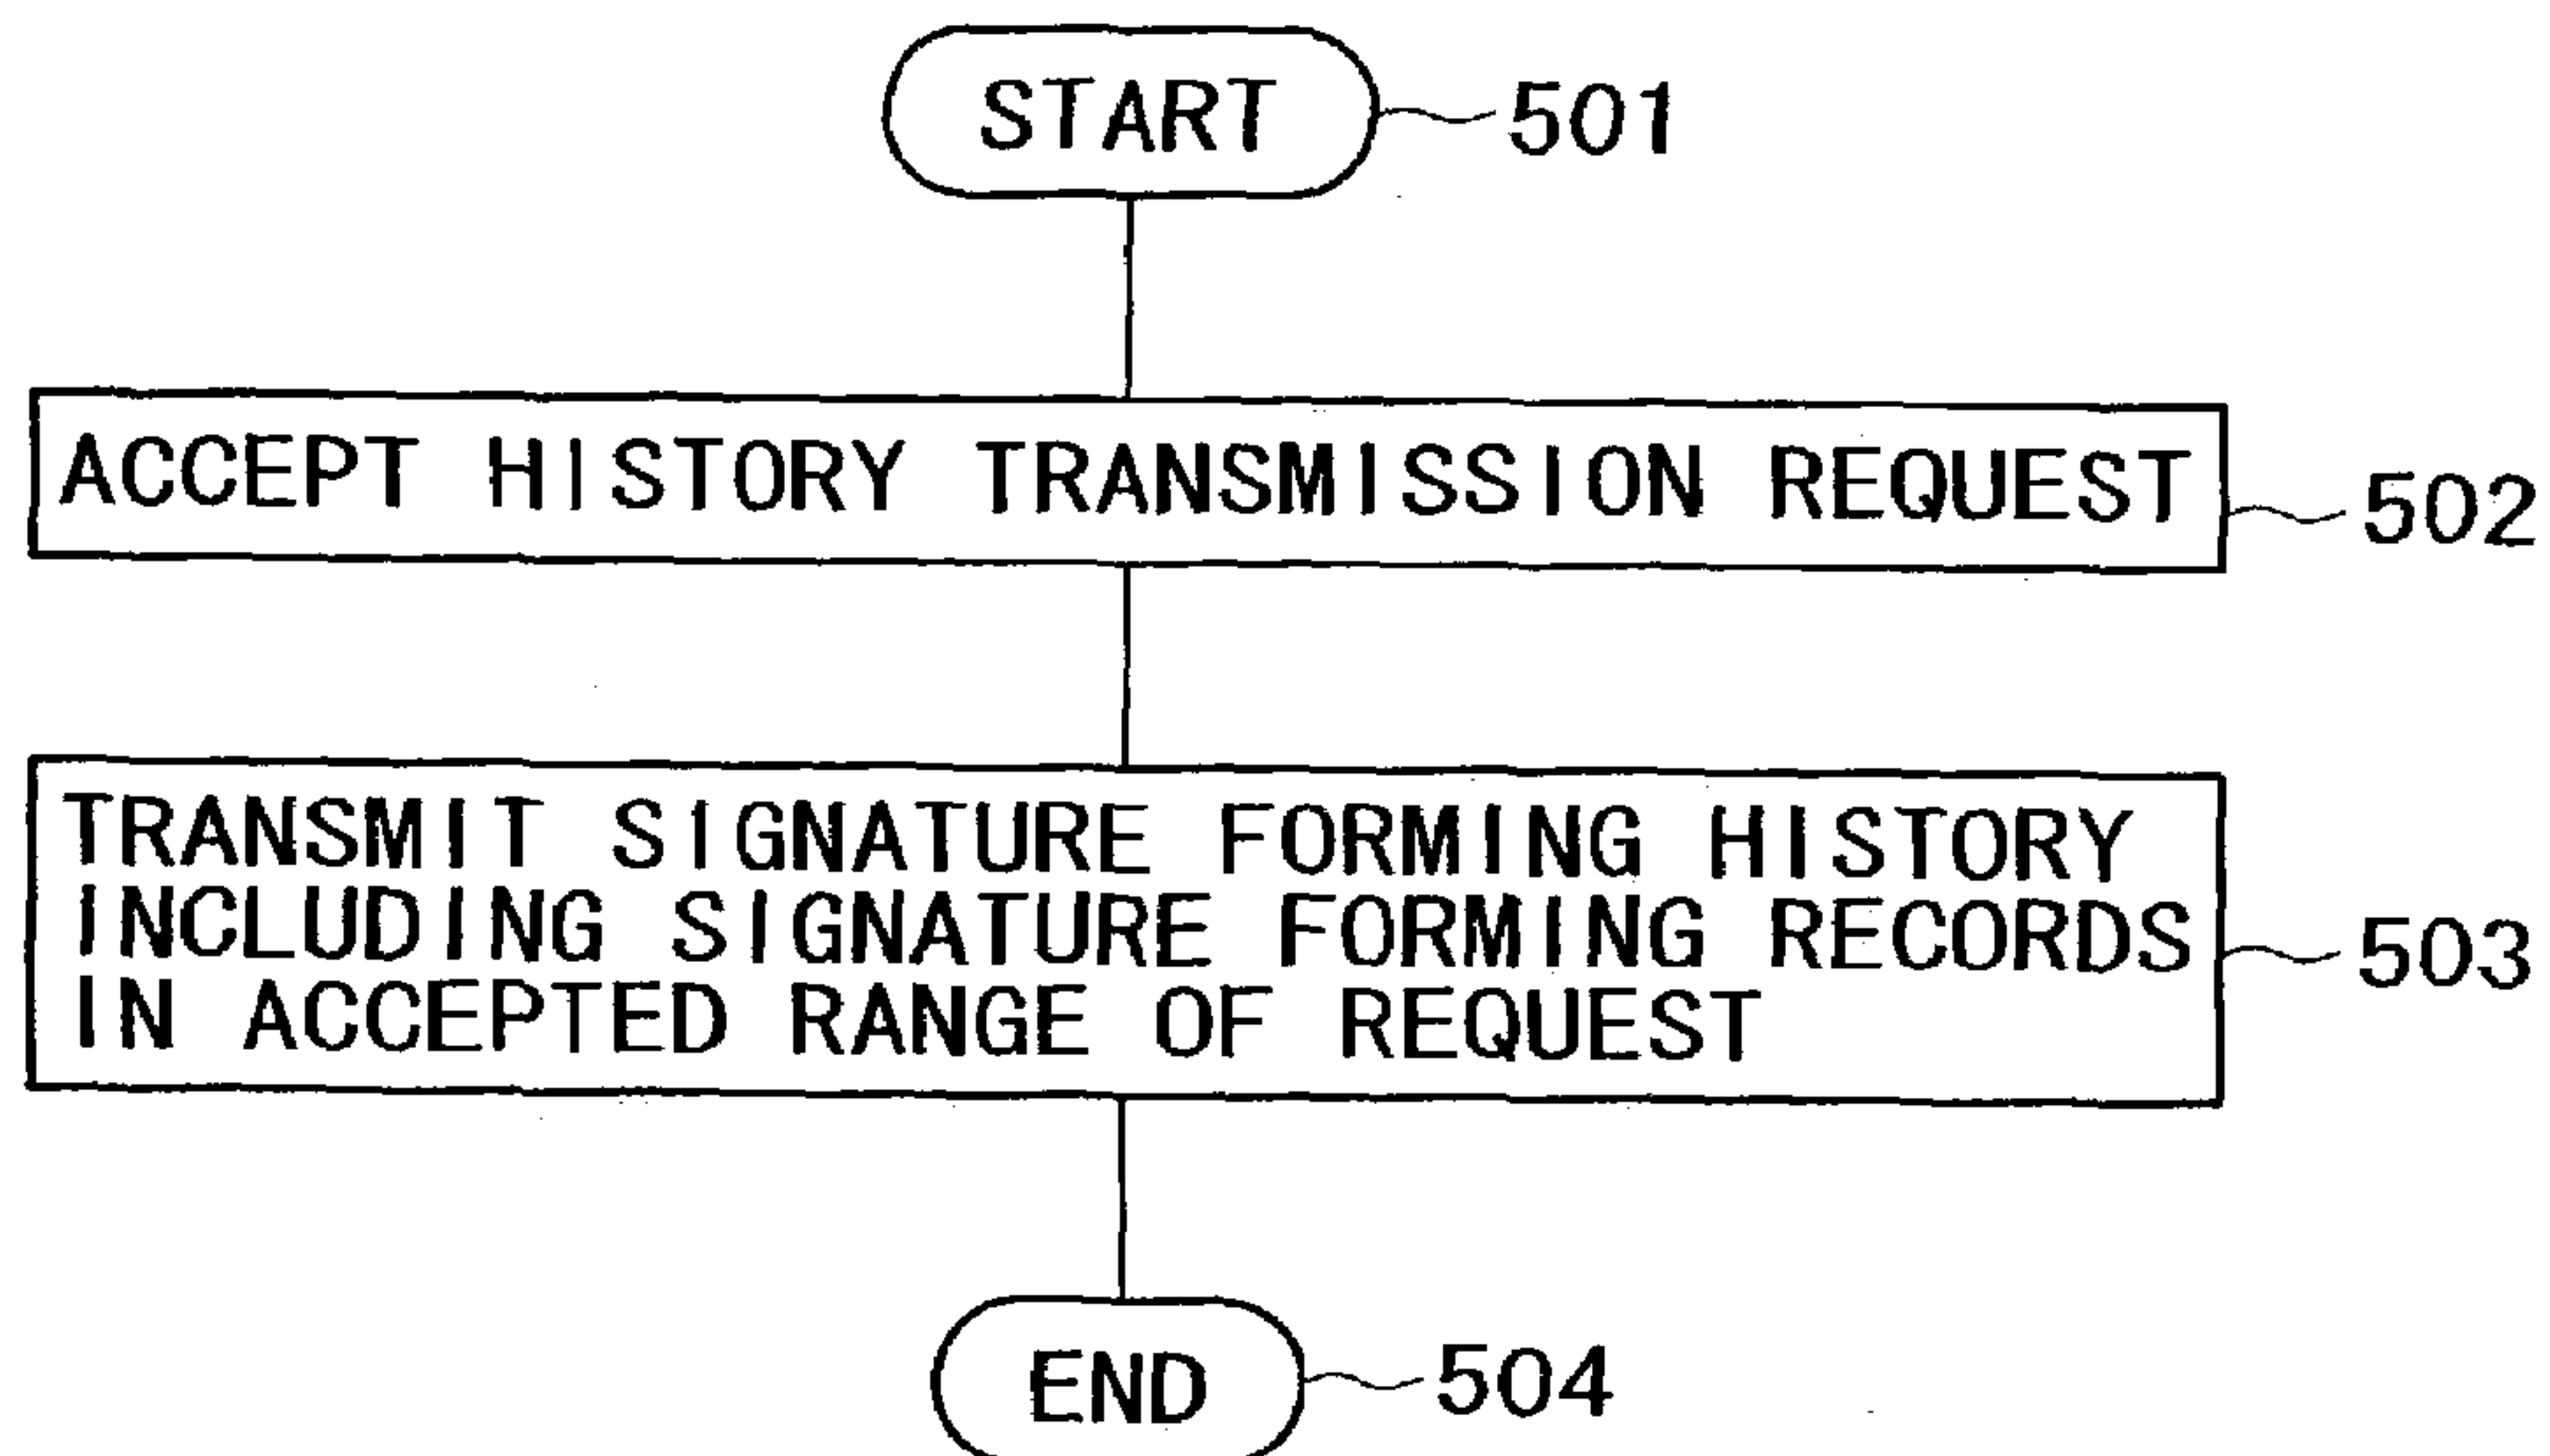 START
501
ACCEPT HISTORY TRANSMISSION REQUEST
502
TRANSMIT SIGNATURE FORMING HISTORY
INCLUDING SIGNATURE FORMING RECORDS
IN ACCEPTED RANGE OF REQUEST
503
END
504